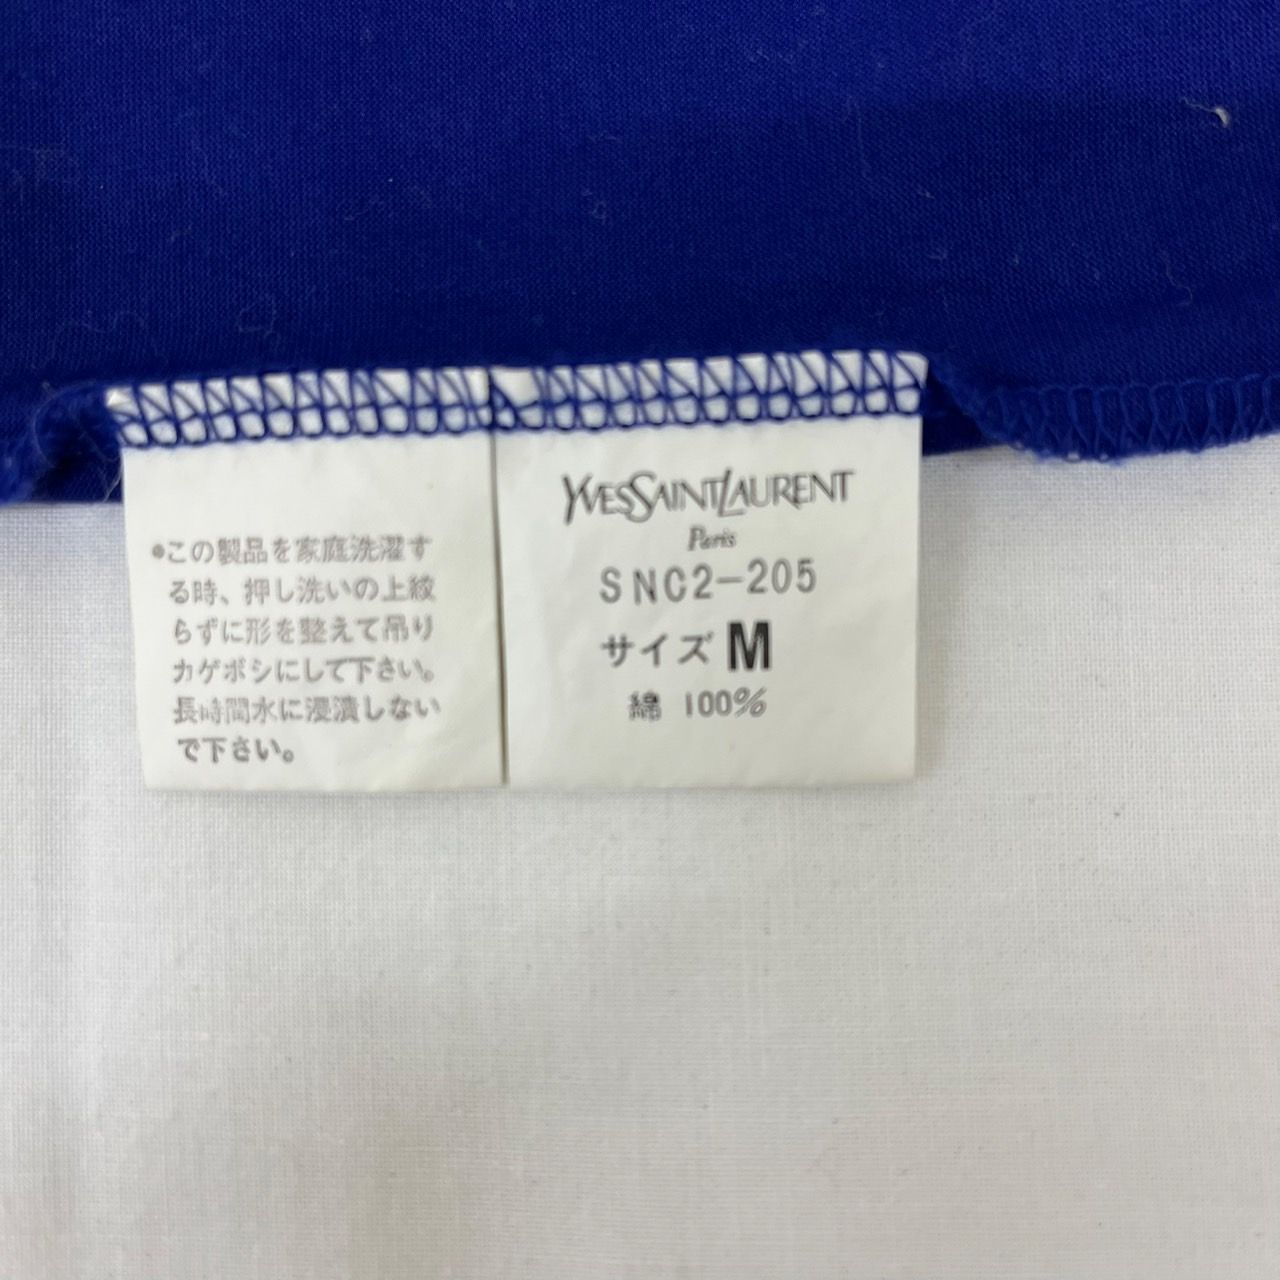 ●この製品を家庭洗濯す
る時、押し洗いの上絞
らずに形を整えて吊り
カゲボシにして下さい。
長時間水に浸漬しない
で下さい。
YVESSAINTLAURENT
Paris
SNC2-205
サイズ M
綿 100%